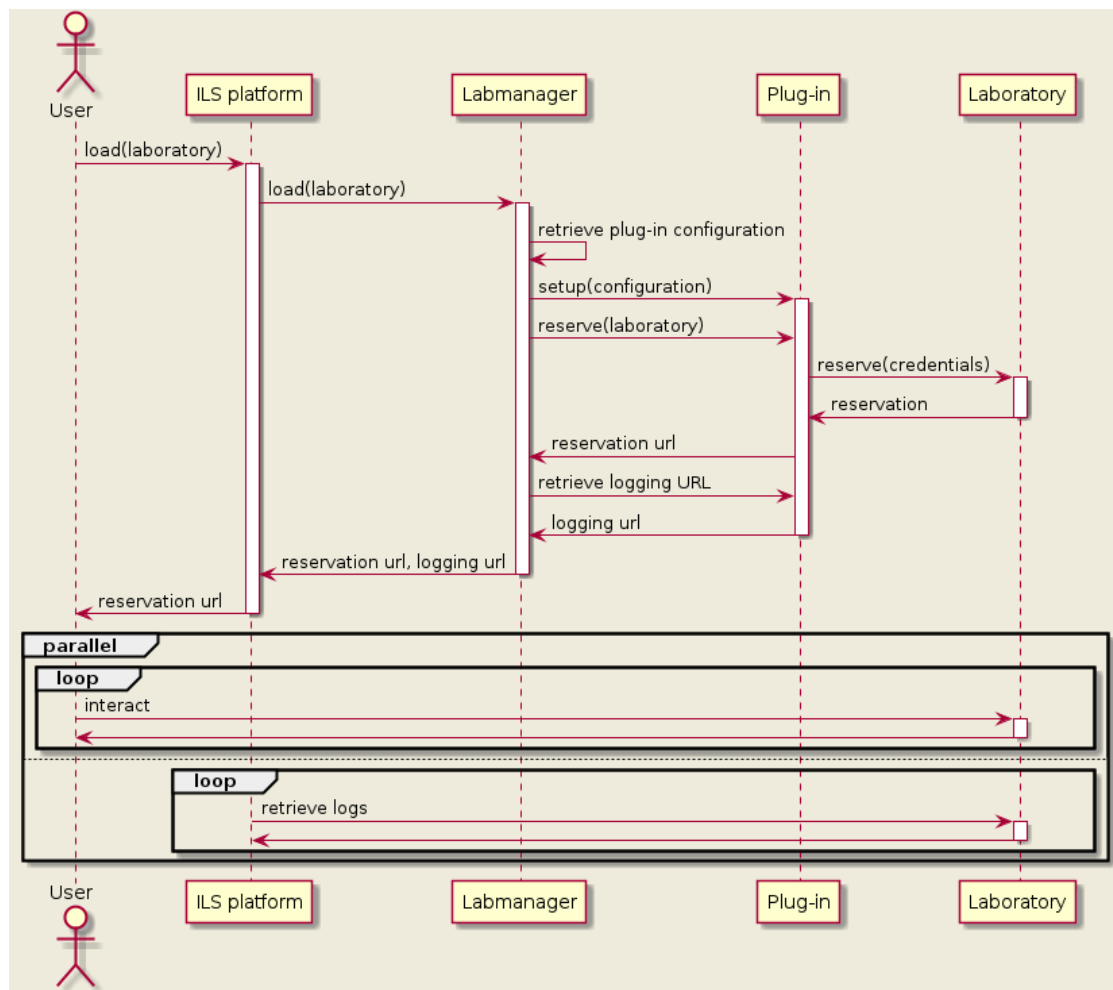 User
ILS platform
Labmanager
Plug-in
Laboratory
load(laboratory)
load(laboratory)
retrieve plug-in configuration
setup(configuration)
reserve(laboratory)
reserve(credentials)
reservation
reservation url
retrieve logging URL
logging url
reservation url, logging url
reservation url
parallel
loop
interact
loop
retrieve logs
User
ILS platform
Labmanager
Plug-in
Laboratory